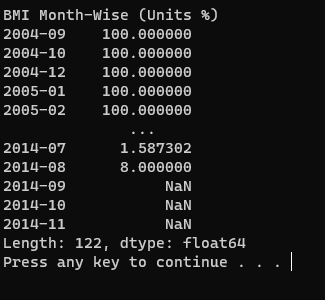 BMI Month-Wise (Units %)
2004-09    100.000000
2004-10    100.000000
2004-12    100.000000
2005-01    100.000000
2005-02    100.000000
...
2014-07      1.587302
2014-08      8.000000
2014-09           NaN
2014-10           NaN
2014-11           NaN
Length: 122, dtype: float64
Press any key to continue . . .